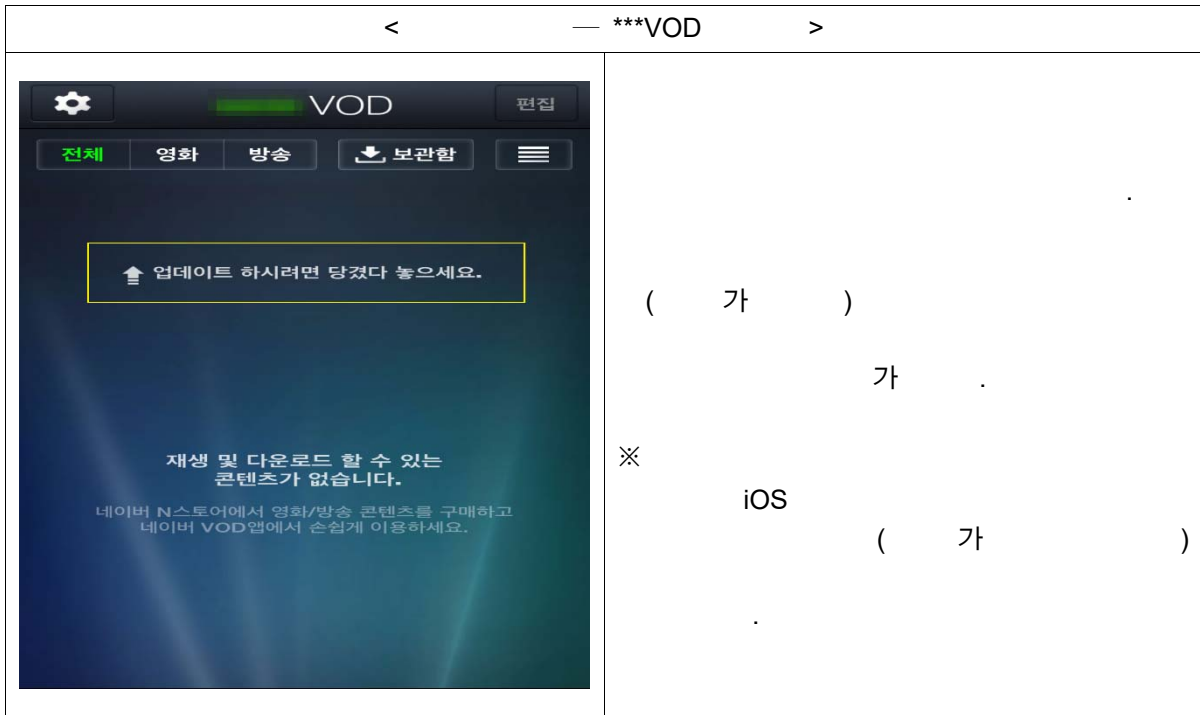 < — ***VOD >
VOD
편집
전체 영화 방송 보관함
업데이트 하시려면 당겼다 놓으세요.
재생 및 다운로드 할 수 있는
콘텐츠가 없습니다.
네이버 N스토어에서 영화/방송 콘텐츠를 구매하고
네이버 VOD앱에서 손쉽게 이용하세요.
.
( 가 )
가 .
※
iOS
( 가 )
.